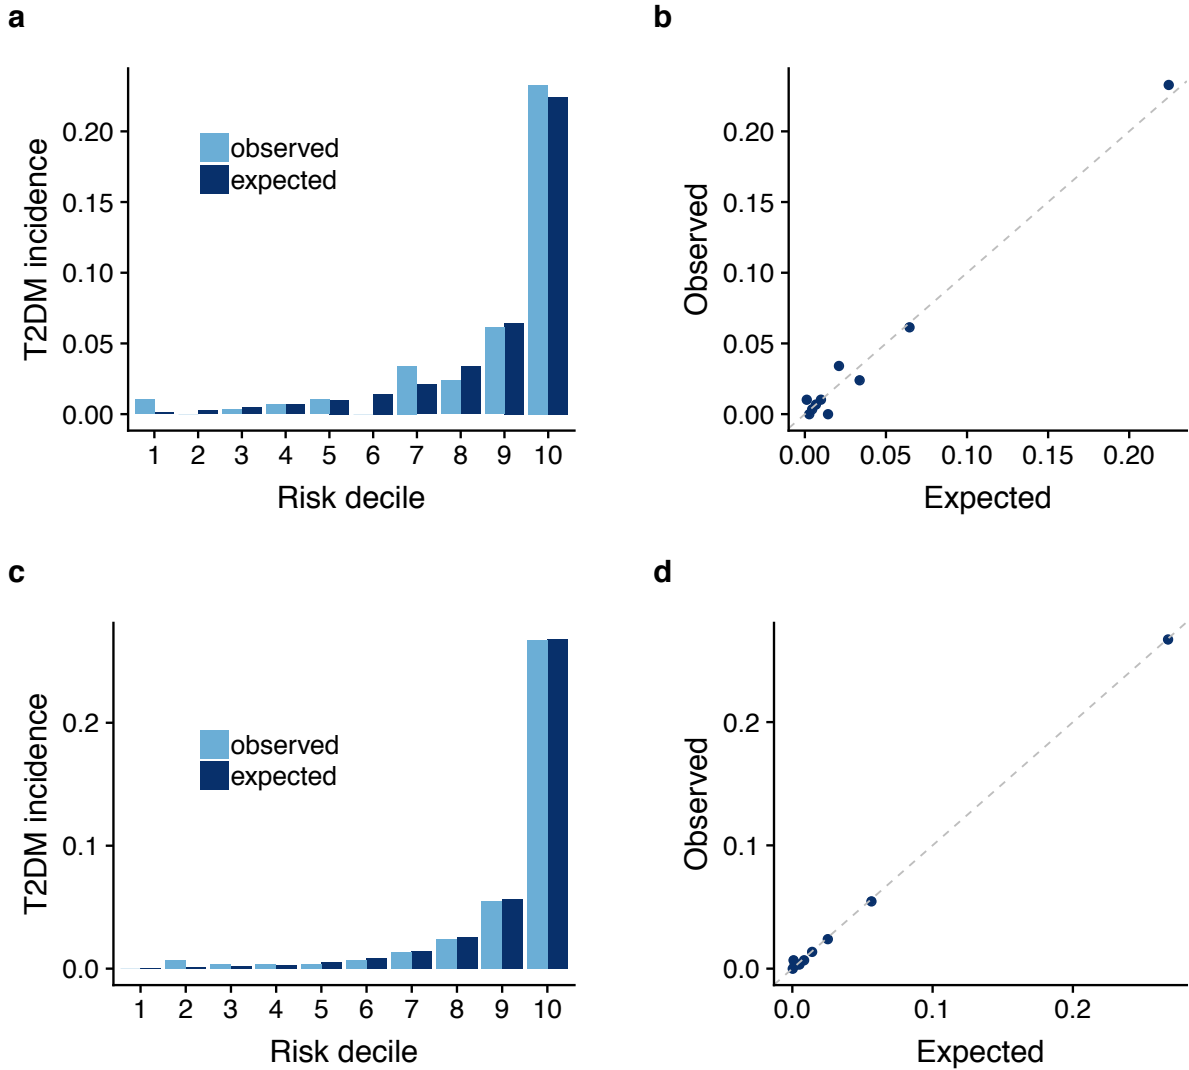 a
T2DM incidence
0.20
0.15
0.10
0.05
0.00
observed
expected
1 2 3 4 5 6 7 8 9 10
Risk decile
b
Observed
0.20
0.15
0.10
0.05
0.00
0.00 0.05 0.10 0.15 0.20
Expected
c
T2DM incidence
0.2
0.1
0.0
observed
expected
1 2 3 4 5 6 7 8 9 10
Risk decile
d
Observed
0.2
0.1
0.0
0.0 0.1 0.2
Expected